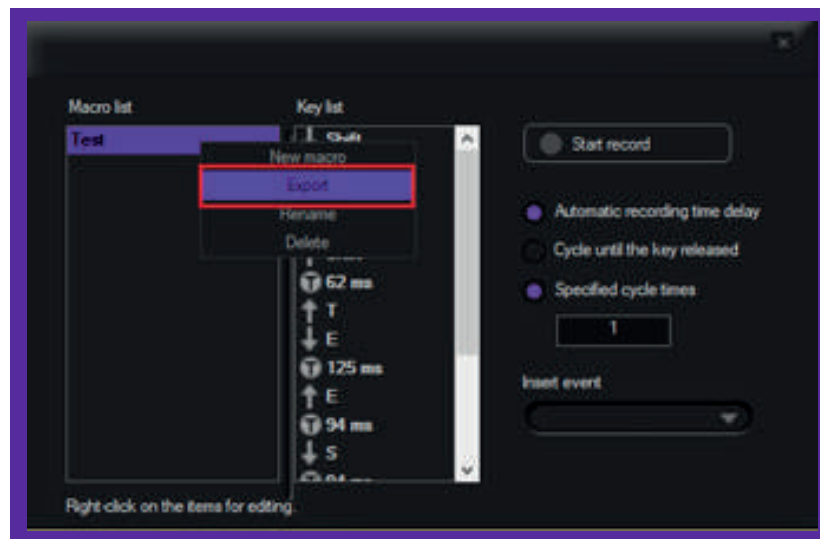 Macro list
Key list
Test
Shift
New macro
Export
Rename
Delete
62 ms
T
E
125 ms
E
94 ms
S
Start record
Automatic recording time delay
Cycle until the key released
Specified cycle times
1
Insert event
Right-click on the items for editing.